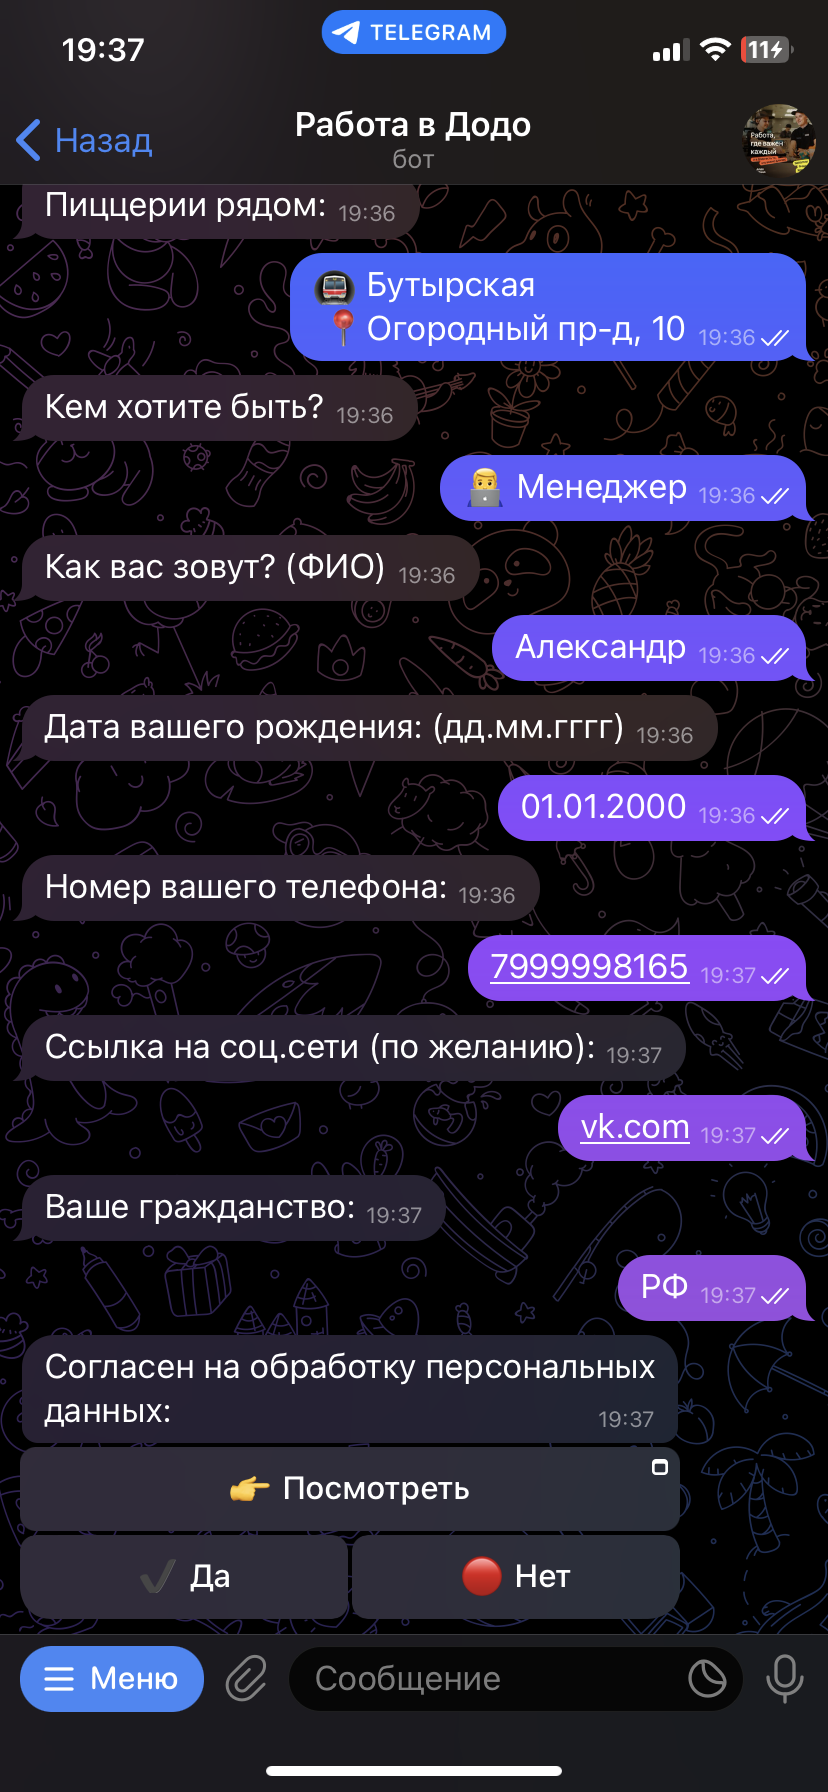 19:37
TELEGRAM
11
Назад
Работа в Додо
бот
Работа,
где важен
каждый
Пиццерии рядом: 19:36
Бутырская
Огородный пр-д, 10 19:36
Кем хотите быть? 19:36
Менеджер 19:36
Как вас зовут? (ФИО) 19:36
Александр 19:36
Дата вашего рождения: (дд.мм.гггг) 19:36
01.01.2000 19:36
Номер вашего телефона: 19:36
7999998165 19:37
Ссылка на соц.сети (по желанию): 19:37
vk.com 19:37
Ваше гражданство: 19:37
РФ 19:37
Согласен на обработку персональных
данных: 19:37
👉 Посмотреть
✔️ Да
🔴 Нет
Меню
Сообщение